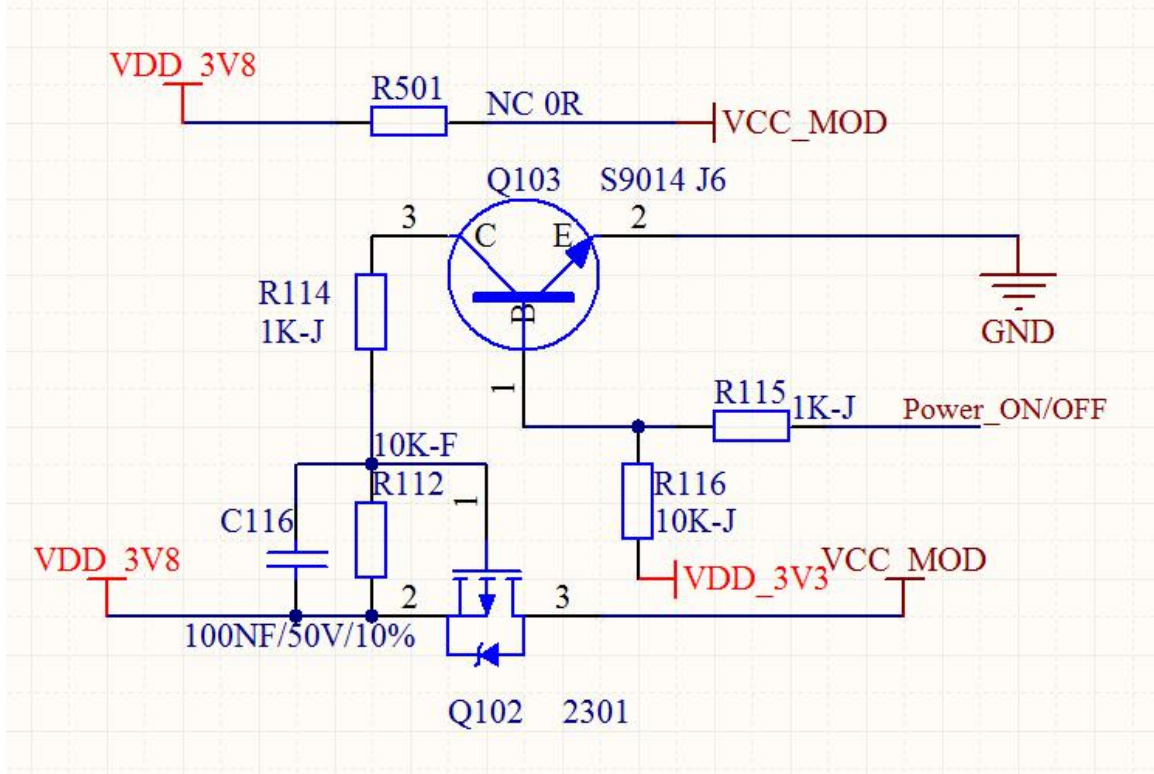 VDD_3V8
R501
NC 0R
VCC_MOD
Q103
S9014 J6
3
C
E
2
B
R114
1K-J
GND
1
R115
1K-J
Power_ON/OFF
10K-F
R112
1
R116
10K-J
C116
VDD_3V8
VDD_3V3
VCC_MOD
2
3
100NF/50V/10%
Q102
2301